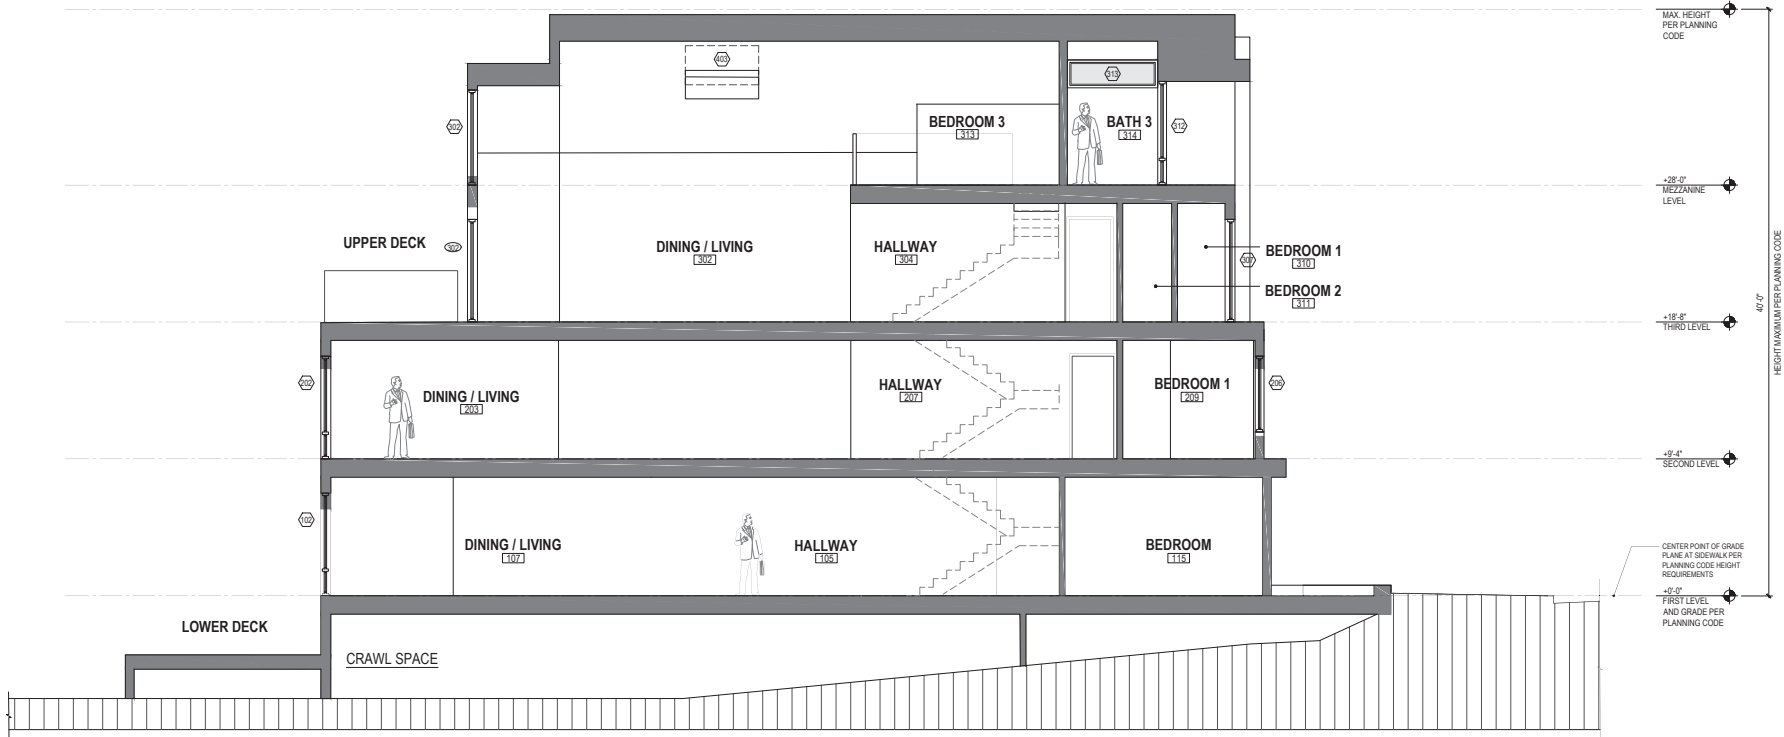 MAX. HEIGHT
PER PLANNING
CODE
403
313
302
BEDROOM 3
313
BATH 3
314
312
+28'-0"
MEZZANINE
LEVEL
UPPER DECK
302
DINING / LIVING
302
HALLWAY
304
BEDROOM 1
310
307
BEDROOM 2
311
40'-0"
HEIGHT MAXIMUM PER PLANNING CODE
+18'-8"
THIRD LEVEL
202
DINING / LIVING
203
HALLWAY
207
BEDROOM 1
209
206
+9'-4"
SECOND LEVEL
102
DINING / LIVING
107
HALLWAY
105
BEDROOM
115
CENTER POINT OF GRADE
PLANE AT SIDEWALK PER
PLANNING CODE HEIGHT
REQUIREMENTS
+0'-0"
FIRST LEVEL
AND GRADE PER
PLANNING CODE
LOWER DECK
CRAWL SPACE